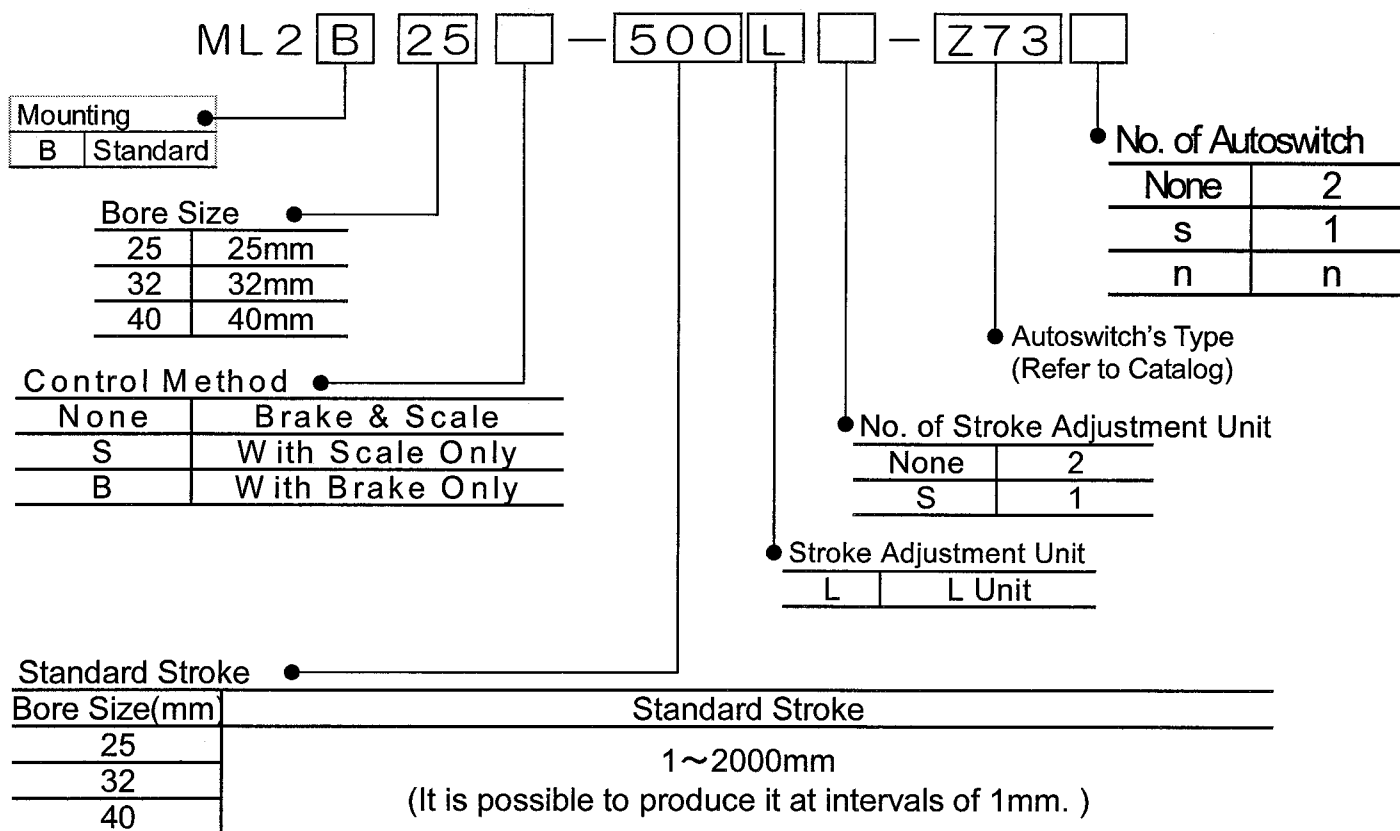 ML2 B 25 – 500 L – Z73
Mounting
B Standard
No. of Autoswitch
None 2
s 1
n n
Bore Size
25 25mm
32 32mm
40 40mm
Autoswitch's Type
(Refer to Catalog)
Control Method
None Brake & Scale
S With Scale Only
B With Brake Only
No. of Stroke Adjustment Unit
None 2
S 1
Stroke Adjustment Unit
L L Unit
Standard Stroke
Bore Size(mm) Standard Stroke
25
32
40
1～2000mm
(It is possible to produce it at intervals of 1mm. )